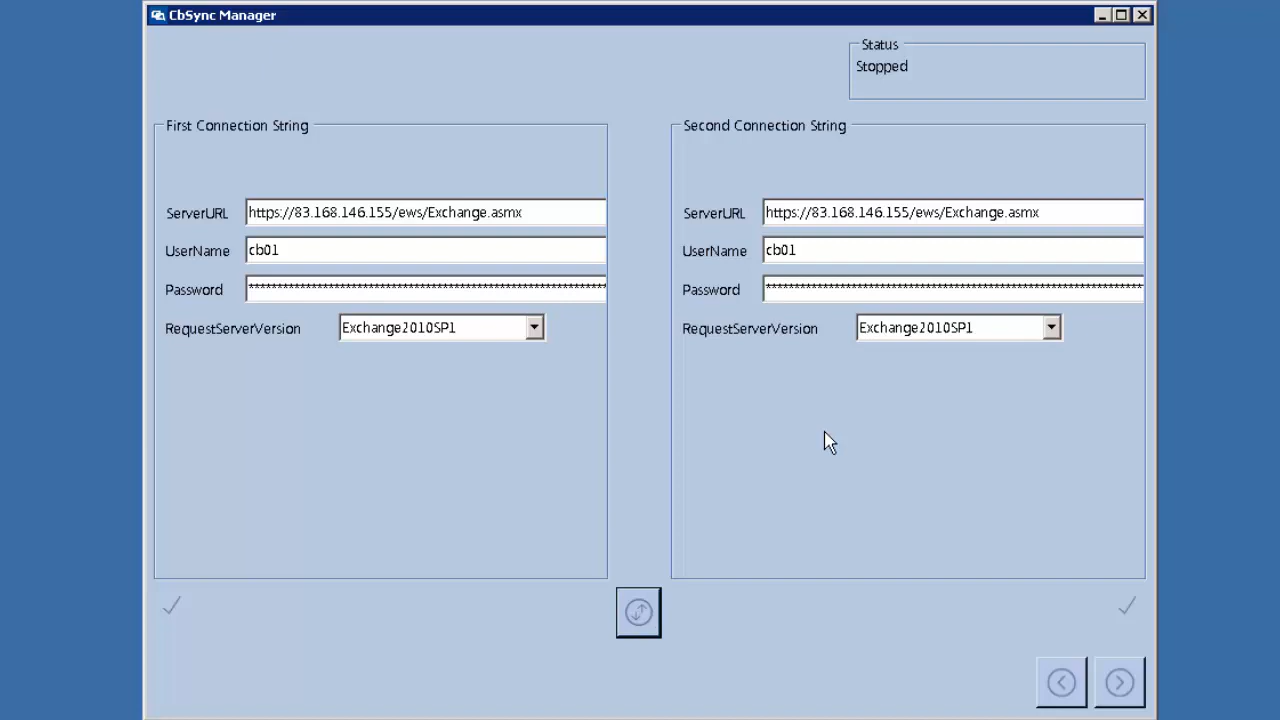 CbSync Manager
Status
Stopped
First Connection String
ServerURL https://83.168.146.155/ews/Exchange.asmx
UserName cb01
Password ************************************************************
RequestServerVersion Exchange2010SP1
Second Connection String
ServerURL https://83.168.146.155/ews/Exchange.asmx
UserName cb01
Password ***************************************************************
RequestServerVersion Exchange2010SP1